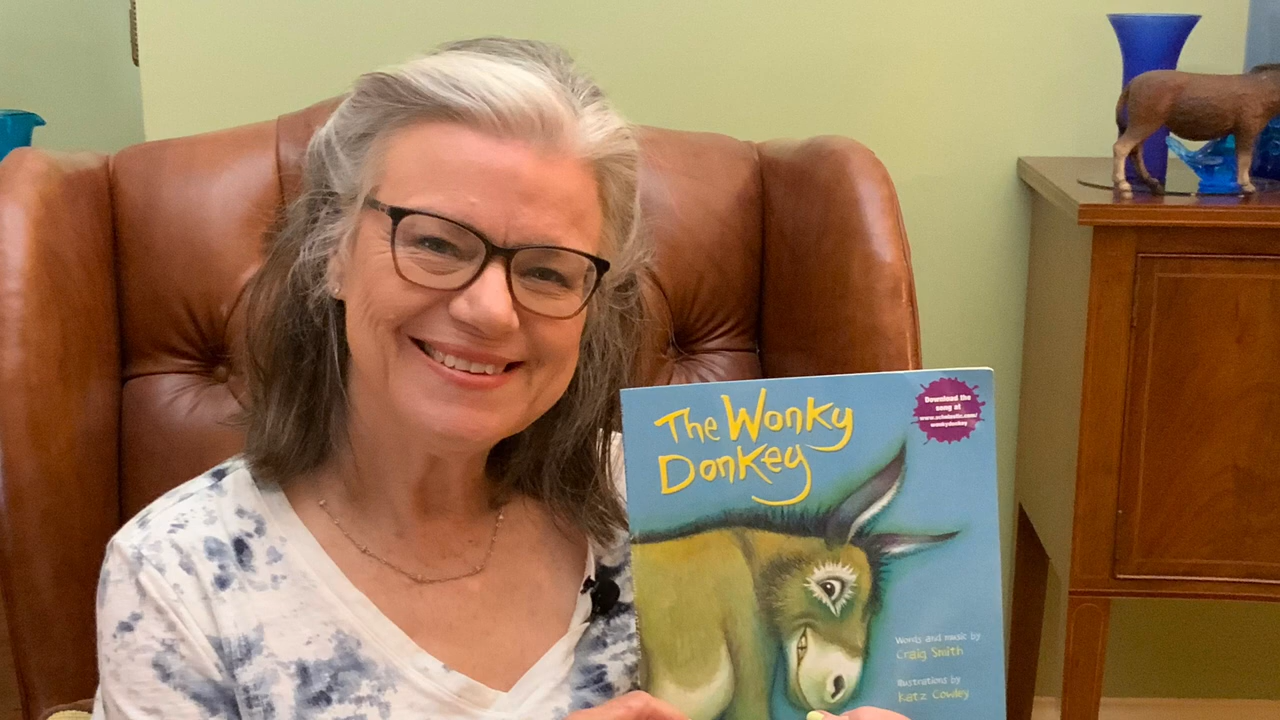 The Wonky
Donkey
Download the
song at
www.scholastic.com/
wonkydonkey
Words and music by
Craig Smith
Illustrations by
Katz Cowley